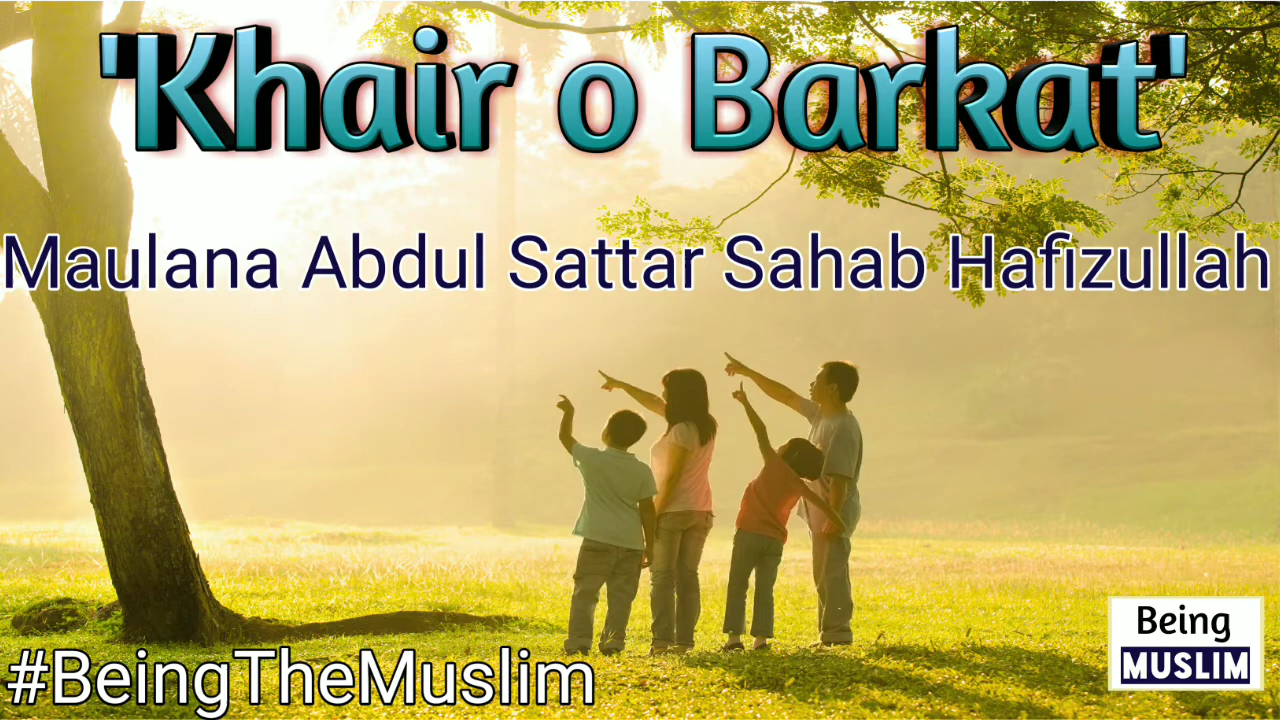 'Khair o Barkat'
Maulana Abdul Sattar Sahab Hafizullah
#BeingTheMuslim
Being
MUSLIM